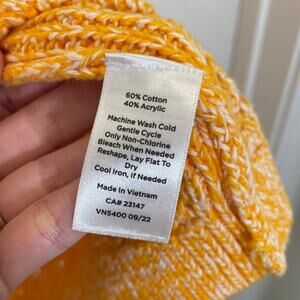 60% Cotton
40% Acrylic
Machine Wash Cold
Gentle Cycle
Only Non-Chlorine
Bleach When Needed
Reshape, Lay Flat To
Dry
Cool Iron, if Needed
Made In Vietnam
CA# 23147
VNS400 09/22